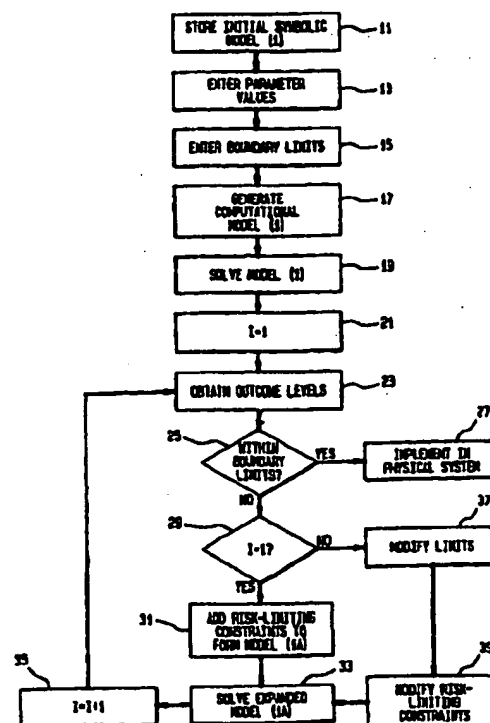 STORE INITIAL SYMBOLIC
MODEL (1)
11
ENTER PARAMETER
VALUES
13
ENTER BOUNDARY LIMITS
15
GENERATE
COMPUTATIONAL
MODEL (1)
17
SOLVE MODEL (1)
19
I=1
21
OBTAIN OUTCOME LEVELS
23
25
WITHIN
BOUNDARY
LIMITS?
YES
27
IMPLEMENT IN
PHYSICAL SYSTEM
NO
29
I=1?
NO
37
MODIFY LIMITS
YES
31
ADD RISK-LIMITING
CONSTRAINTS TO
FORM MODEL (1A)
35
I=I+1
33
SOLVE EXPANDED
MODEL (1A)
MODIFY RISK-
LIMITING
CONSTRAINTS